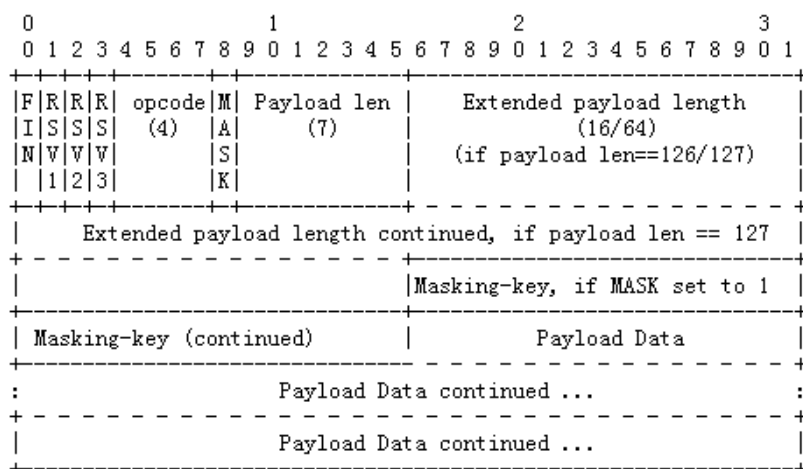 0                   1                   2                   3
 0 1 2 3 4 5 6 7 8 9 0 1 2 3 4 5 6 7 8 9 0 1 2 3 4 5 6 7 8 9 0 1
+-+-+-+-+-------+-+-------------+-------------------------------+
|F|R|R|R| opcode|M| Payload len |    Extended payload length    |
|I|S|S|S|  (4)  |A|     (7)     |             (16/64)           |
|N|V|V|V|       |S|             |   (if payload len==126/127)   |
| |1|2|3|       |K|             |                               |
+-+-+-+-+-------+-+-------------+ - - - - - - - - - - - - - - - +
|     Extended payload length continued, if payload len == 127  |
+ - - - - - - - - - - - - - - - +-------------------------------+
|                               |Masking-key, if MASK set to 1  |
+-------------------------------+-------------------------------+
| Masking-key (continued)       |          Payload Data         |
+-------------------------------- - - - - - - - - - - - - - - - +
:                     Payload Data continued ...                :
+ - - - - - - - - - - - - - - - - - - - - - - - - - - - - - - - +
|                     Payload Data continued ...                |
+---------------------------------------------------------------+